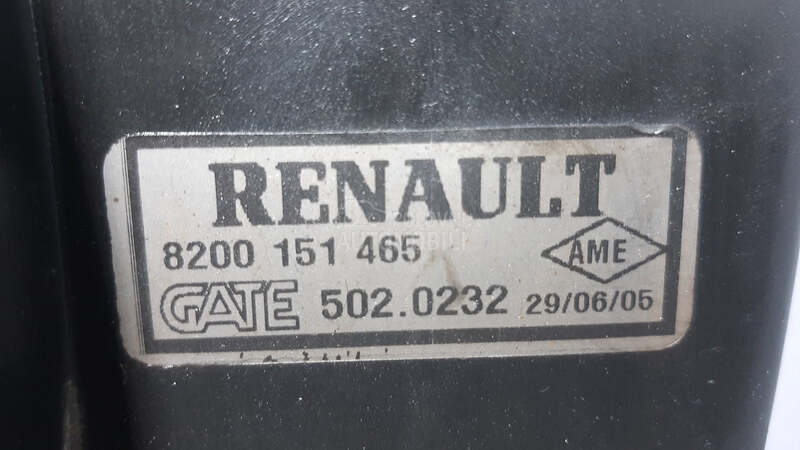 RENAULT
8200 151 465
AME
GATE 502.0232 29/06/05